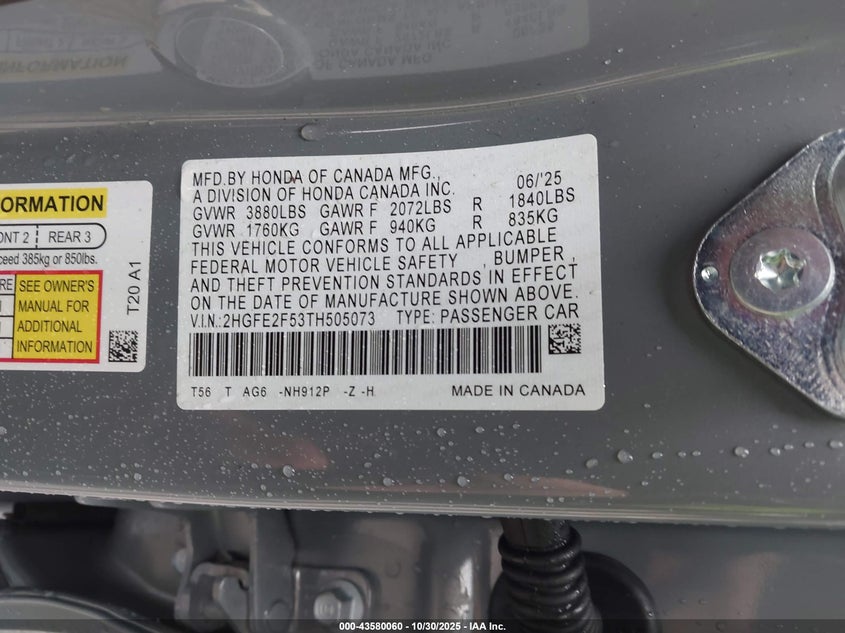 ORMATION
ONT 2 | REAR 3
ceed 385kg or 850lbs.
RE
SEE OWNER'S
MANUAL FOR
ADDITIONAL
INFORMATION
T20 A1
MFD.BY HONDA OF CANADA MFG.,
A DIVISION OF HONDA CANADA INC. 06/'25
GVWR 3880LBS GAWR F 2072LBS R 1840LBS
GVWR 1760KG GAWR F 940KG R 835KG
THIS VEHICLE CONFORMS TO ALL APPLICABLE
FEDERAL MOTOR VEHICLE SAFETY , BUMPER ,
AND THEFT PREVENTION STANDARDS IN EFFECT
ON THE DATE OF MANUFACTURE SHOWN ABOVE.
V.I.N.:2HGFE2F53TH505073 TYPE: PASSENGER CAR
T56 T AG6 -NH912P -Z -H MADE IN CANADA
000-43580060 - 10/30/2025 - IAA Inc.